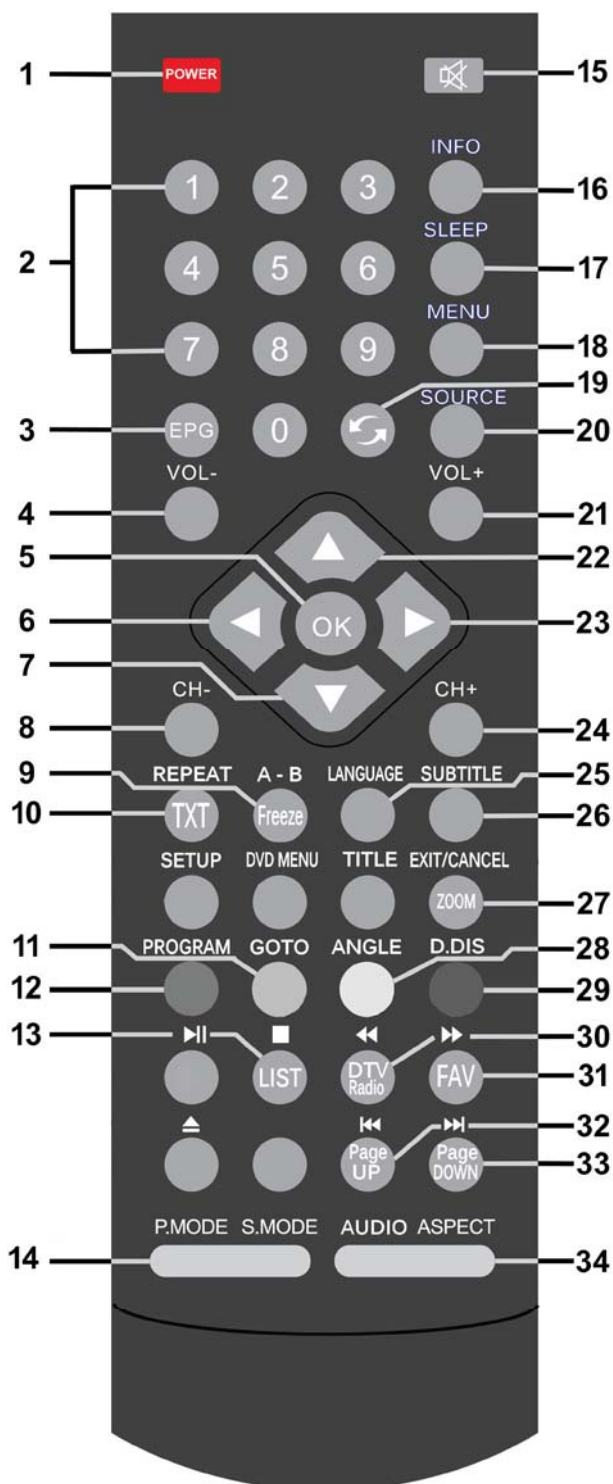 1 POWER 15
INFO
1 2 3 16
SLEEP
2 4 5 6 17
MENU
7 8 9 18
19
SOURCE
3 EPG 0 20
VOL- VOL+
4 21
5 22
6 OK 23
7
CH- CH+
8 24
9 REPEAT A - B LANGUAGE SUBTITLE 25
10 TXT Freeze 26
SETUP DVD MENU TITLE EXIT/CANCEL
ZOOM 27
11 PROGRAM GOTO ANGLE D.DIS 28
12 29
13 30
LIST DTV Radio FAV 31
32
Page UP Page DOWN 33
P.MODE S.MODE AUDIO ASPECT
14 34